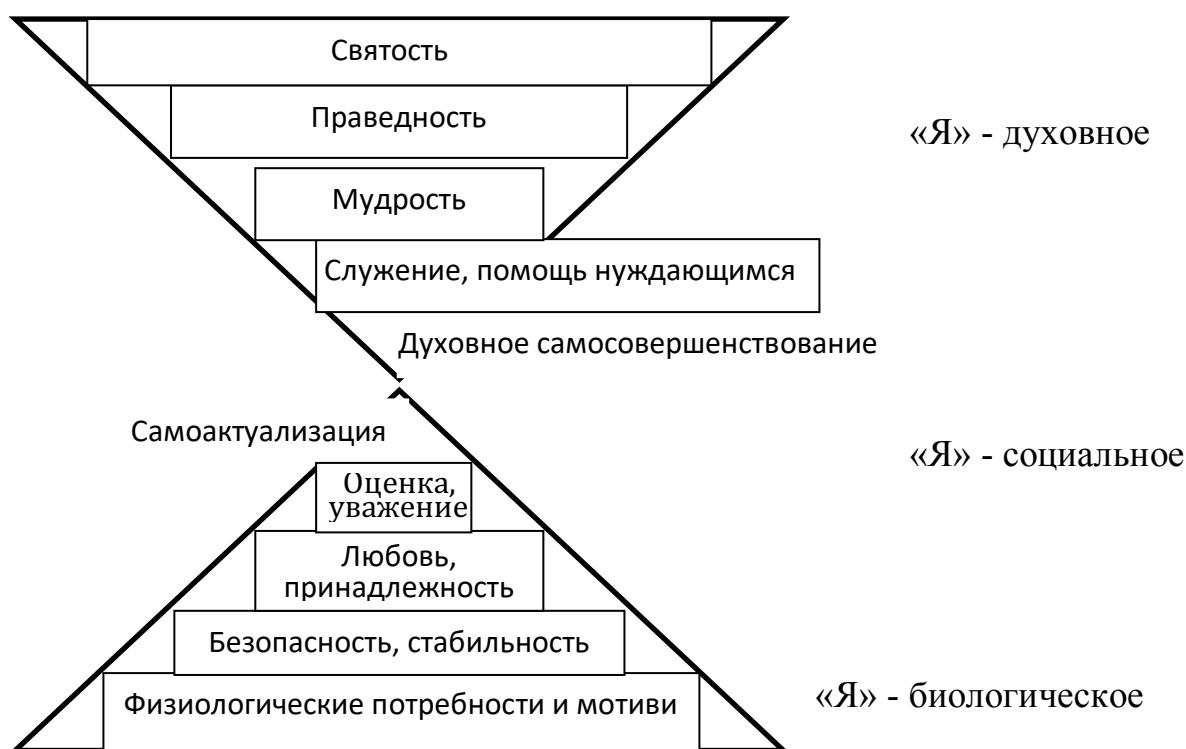 Святость
Праведность
«Я» - духовное
Мудрость
Служение, помощь нуждающимся
Духовное самосовершенствование
Самоактуализация
«Я» - социальное
Оценка,
уважение
Любовь,
принадлежность
Безопасность, стабильность
Физиологические потребности и мотиви
«Я» - биологическое